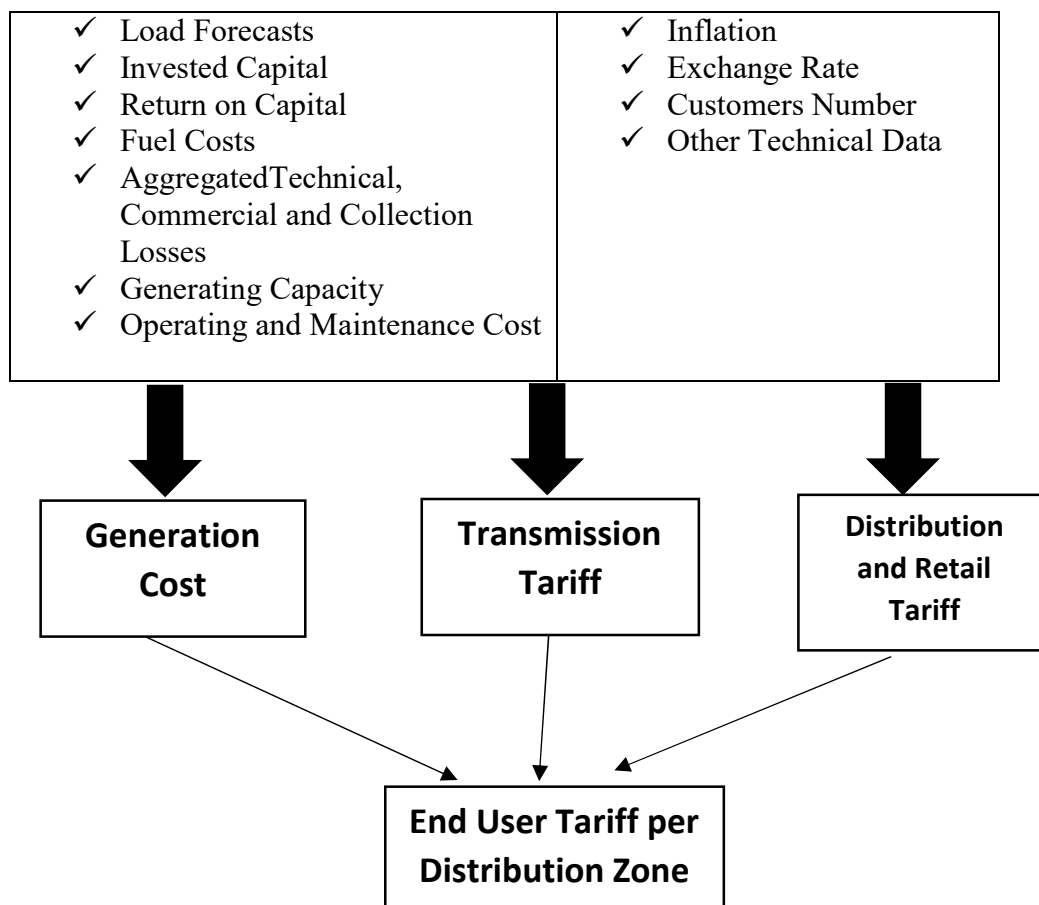 ✓ Load Forecasts
✓ Invested Capital
✓ Return on Capital
✓ Fuel Costs
✓ AggregatedTechnical,
Commercial and Collection
Losses
✓ Generating Capacity
✓ Operating and Maintenance Cost
✓ Inflation
✓ Exchange Rate
✓ Customers Number
✓ Other Technical Data
Generation
Cost
Transmission
Tariff
Distribution
and Retail
Tariff
End User Tariff per
Distribution Zone